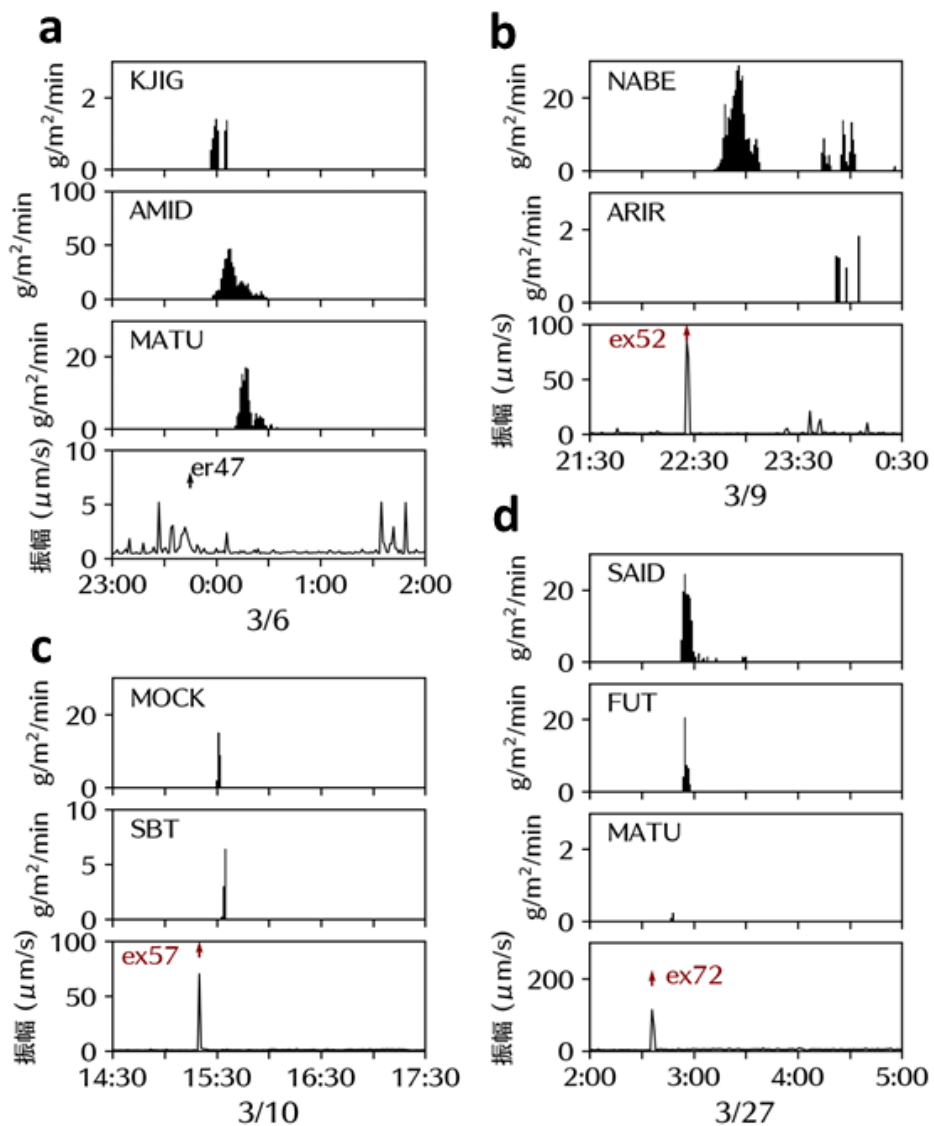 a
KJIG
g/m²/min
2
0
AMID
g/m²/min
100
50
0
MATU
g/m²/min
20
0
er47
振幅 (μm/s)
10
5
0
23:00 0:00 1:00 2:00
3/6
b
NABE
g/m²/min
20
0
ARIR
g/m²/min
2
0
ex52
振幅 (μm/s)
100
50
0
21:30 22:30 23:30 0:30
3/9
c
MOCK
g/m²/min
20
0
SBT
g/m²/min
10
5
0
ex57
振幅 (μm/s)
100
50
0
14:30 15:30 16:30 17:30
3/10
d
SAID
g/m²/min
20
0
FUT
g/m²/min
20
0
MATU
g/m²/min
2
0
ex72
振幅 (μm/s)
200
0
2:00 3:00 4:00 5:00
3/27